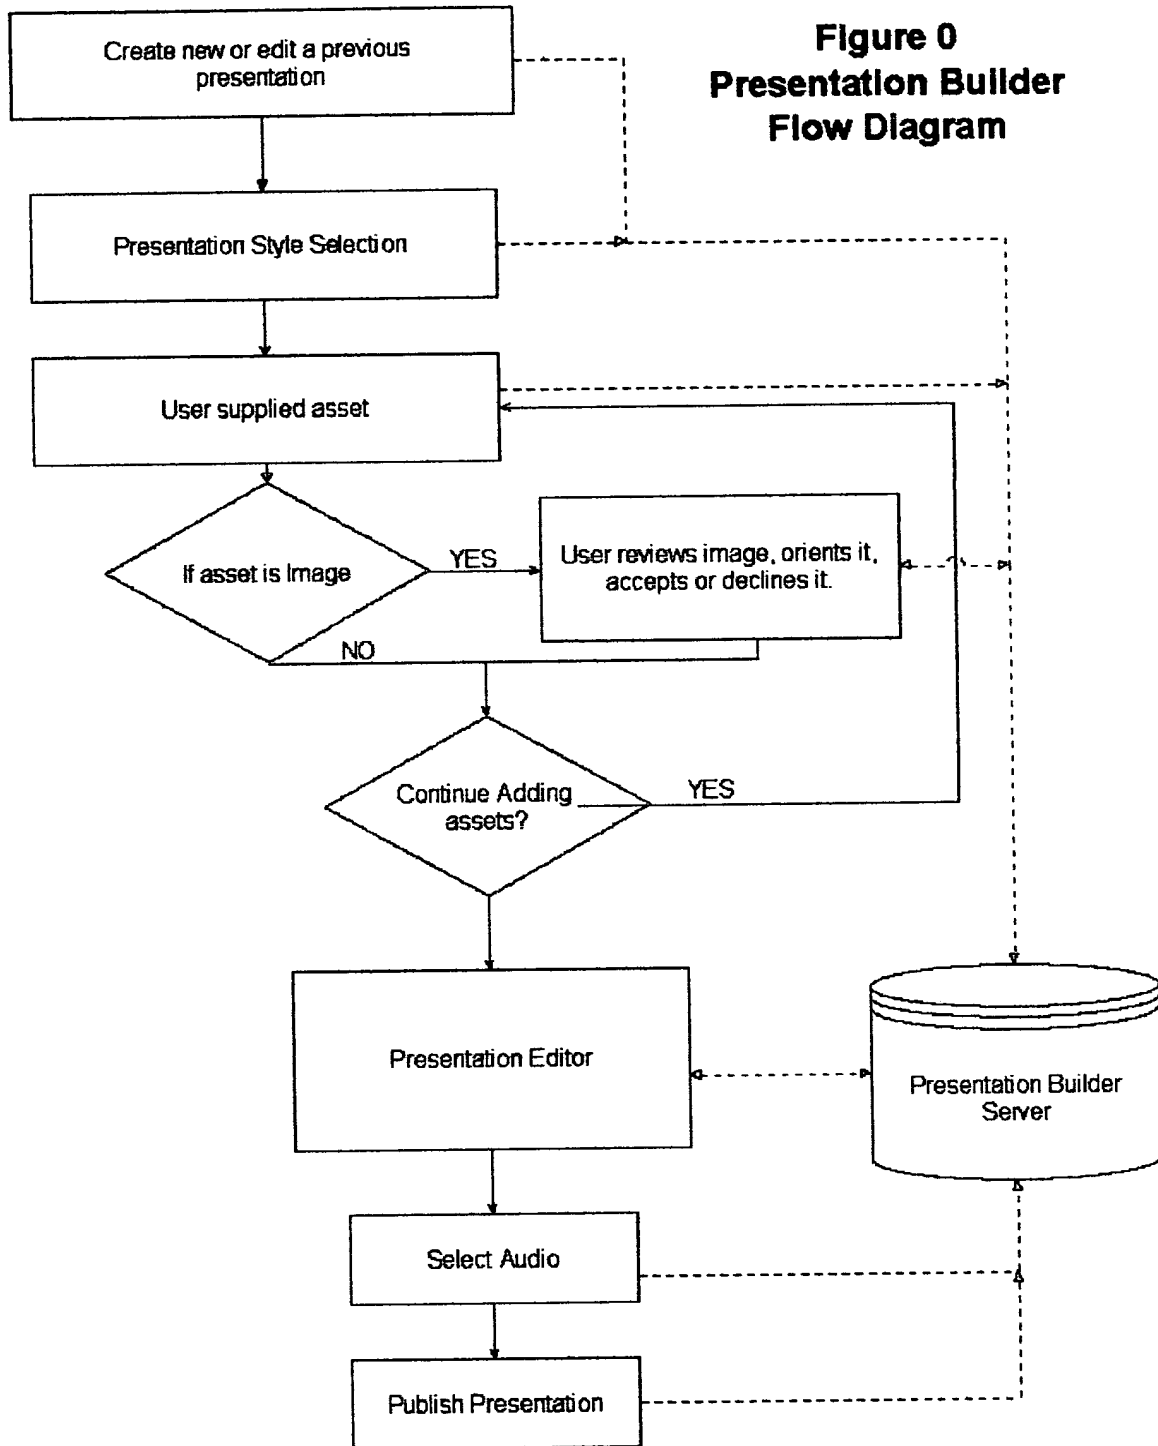 Figure 0
Presentation Builder
Flow Diagram
Create new or edit a previous
presentation
Presentation Style Selection
User supplied asset
If asset is Image
YES
User reviews image, orients it,
accepts or declines it.
NO
Continue Adding
assets?
YES
Presentation Editor
Presentation Builder
Server
Select Audio
Publish Presentation